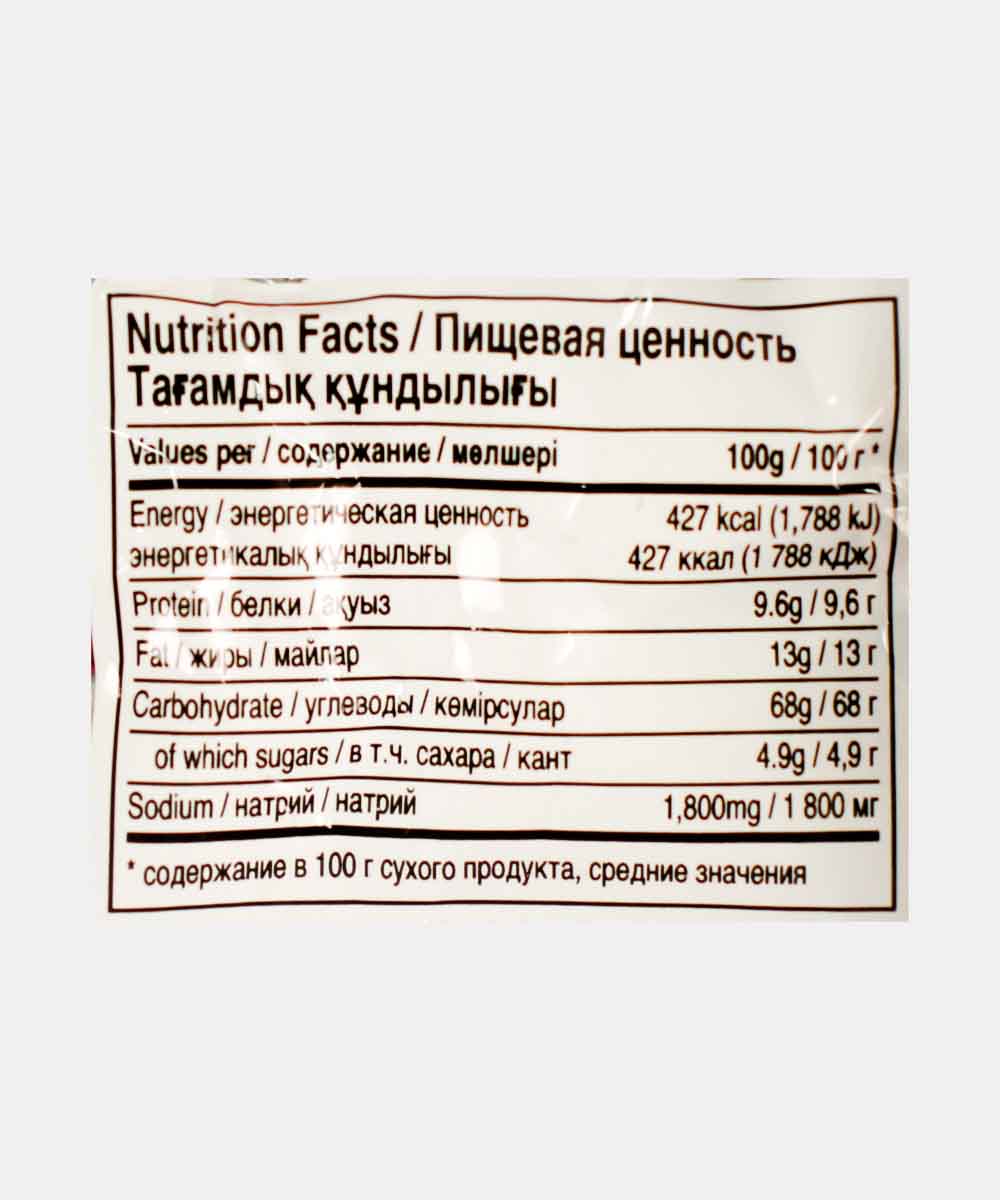 Nutrition Facts / Пищевая ценность
Тағамдық құндылығы
Values per / содержание / мөлшері 100g / 100 г *
Energy / энергетическая ценность 427 kcal (1,788 kJ)
энергетикалық құндылығы 427 ккал (1 788 кДж)
Protein / белки / ақуыз 9.6g / 9,6 г
Fat / жиры / майлар 13g / 13 г
Carbohydrate / углеводы / көмірсулар 68g / 68 г
of which sugars / в т.ч. сахара / кант 4.9g / 4,9 г
Sodium / натрий / натрий 1,800mg / 1 800 мг
* содержание в 100 г сухого продукта, средние значения